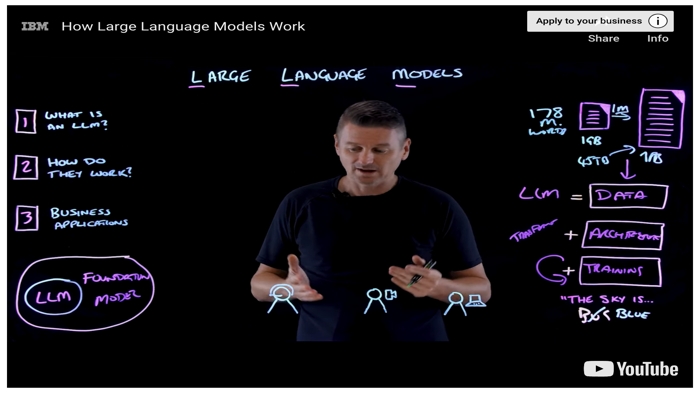 IBM
How Large Language Models Work
Apply to your business
Share
Info
LARGE LANGUAGE MODELS
1 WHAT IS
AN LLM?
2 HOW DO
THEY WORK?
3 BUSINESS
APPLICATIONS
LLM
FOUNDATION
MODEL
178
M.
WORDS
1GB
1M
45TB
1PB
LLM = DATA
+ ARCHITECTURE
+ TRAINING
"THE SKY IS...
BLUE
YouTube